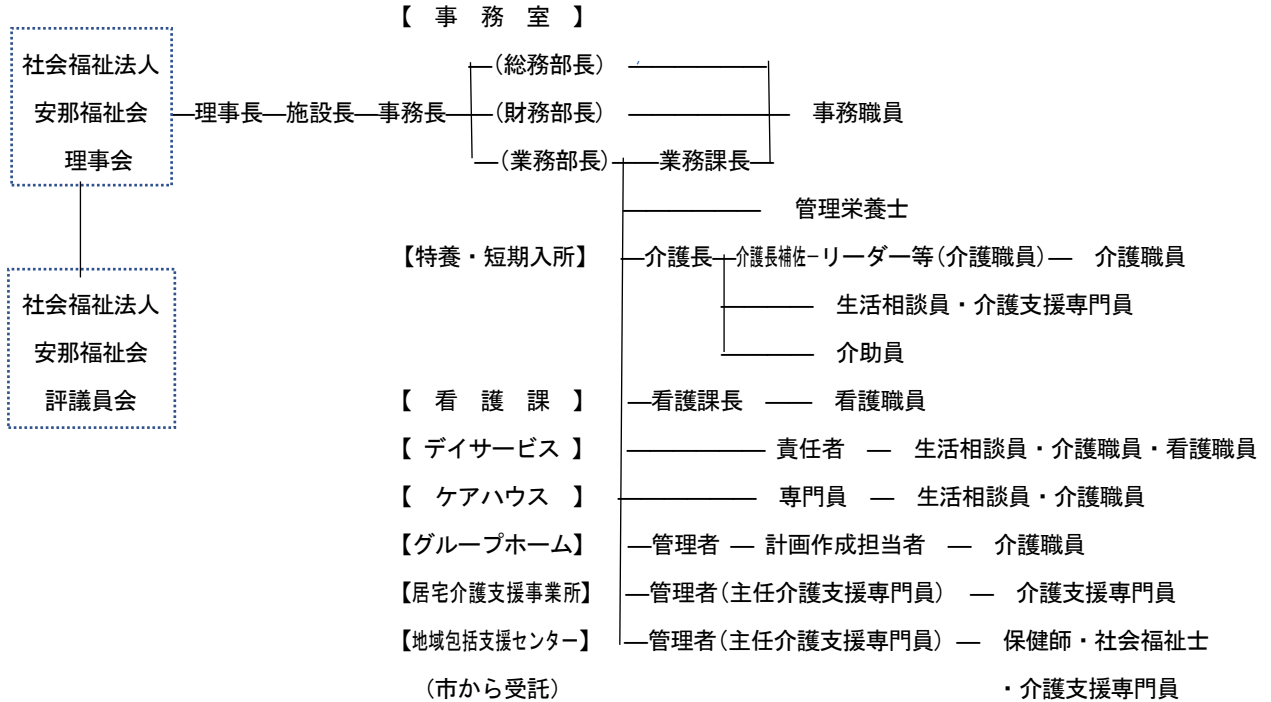 【　事　務　室　】
社会福祉法人
安那福祉会
理事会
理事長 施設長 事務長
(総務部長)
(財務部長) 事務職員
(業務部長) 業務課長
管理栄養士
【特養・短期入所】 介護長 介護長補佐－リーダー等(介護職員) 介護職員
生活相談員・介護支援専門員
介助員
社会福祉法人
安那福祉会
評議員会
【　看　護　課　】 看護課長 看護職員
【 デイサービス 】 責任者 生活相談員・介護職員・看護職員
【　ケアハウス　】 専門員 生活相談員・介護職員
【グループホーム】 管理者 計画作成担当者 介護職員
【居宅介護支援事業所】 管理者(主任介護支援専門員) 介護支援専門員
【地域包括支援センター】 管理者(主任介護支援専門員) 保健師・社会福祉士
(市から受託) ・介護支援専門員